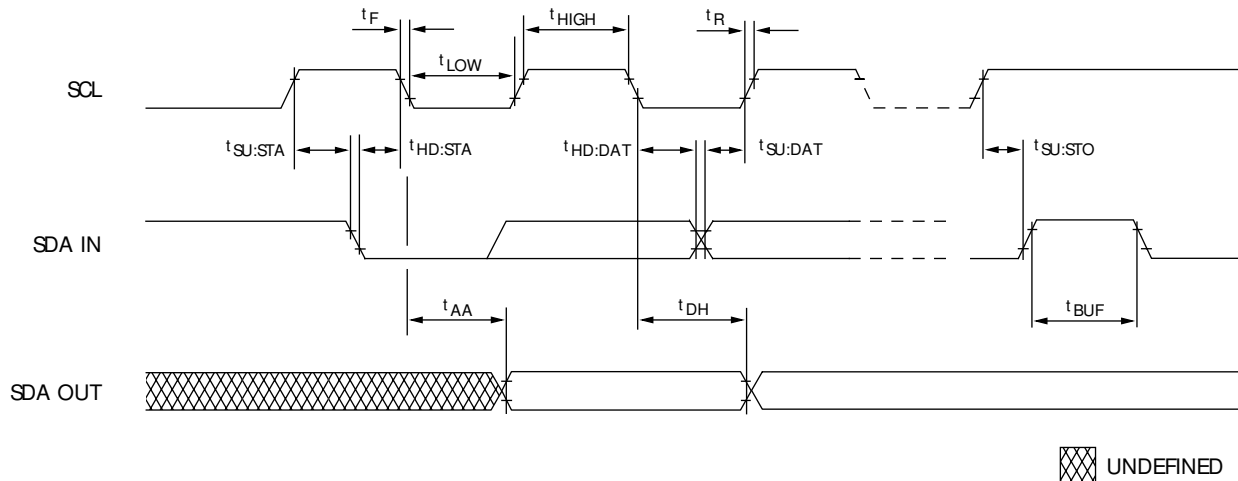 tF
tHIGH
tR
tLOW
SCL
tSU:STA
tHD:STA
tHD:DAT
tSU:DAT
tSU:STO
SDA IN
tAA
tDH
tBUF
SDA OUT
UNDEFINED